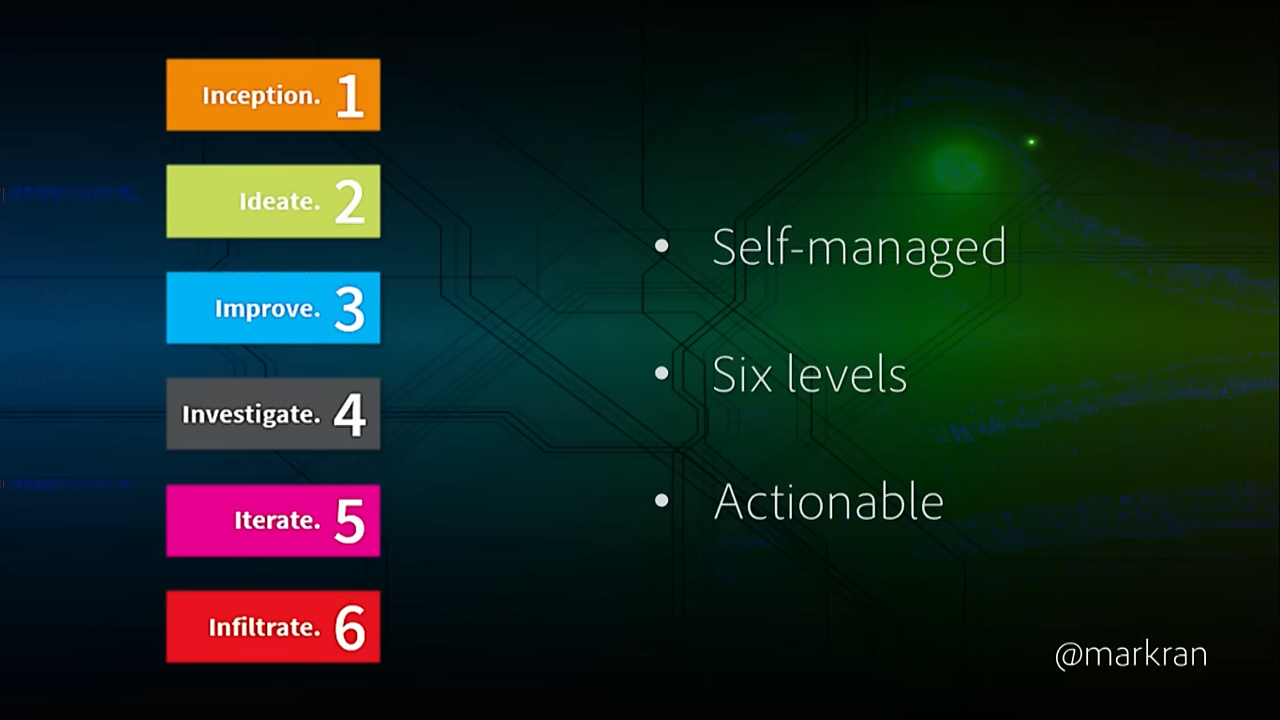 Inception. 1
Ideate. 2
Improve. 3
Investigate. 4
Iterate. 5
Infiltrate. 6
• Self-managed
• Six levels
• Actionable
@markran